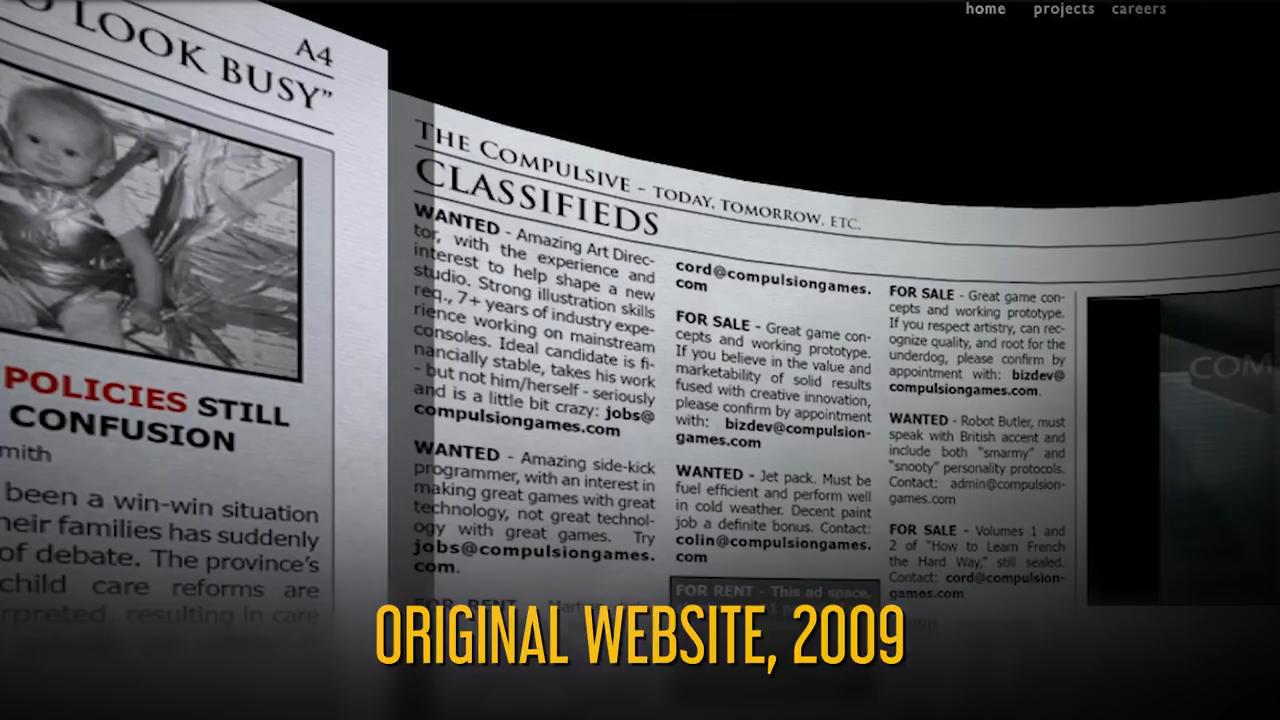 home projects careers
A4
LOOK BUSY”
POLICIES STILL
CONFUSION
mith
been a win-win situation
heir families has suddenly
of debate. The province’s
child care reforms are
rpreted, resulting in care
THE COMPULSIVE - TODAY, TOMORROW, ETC.
CLASSIFIEDS
WANTED - Amazing Art Direc-
tor, with the experience and
interest to help shape a new
studio. Strong illustration skills
req., 7+ years of industry expe-
rience working on mainstream
consoles. Ideal candidate is fi-
nancially stable, takes his work
- but not him/herself - seriously
and is a little bit crazy: jobs@
compulsiongames.com
WANTED - Amazing side-kick
programmer, with an interest in
making great games with great
technology, not great technol-
ogy with great games. Try
jobs@compulsiongames.
com.
FOR RENT
cord@compulsiongames.
com
FOR SALE - Great game con-
cepts and working prototype.
If you believe in the value and
marketability of solid results
fused with creative innovation,
please confirm by appointment
with: bizdev@compulsion-
games.com
WANTED - Jet pack. Must be
fuel efficient and perform well
in cold weather. Decent paint
job a definite bonus. Contact:
colin@compulsiongames.
com
FOR RENT - This ad space,
FOR SALE - Great game con-
cepts and working prototype.
If you respect artistry, can rec-
ognize quality, and root for the
underdog, please confirm by
appointment with: bizdev@
compulsiongames.com.
WANTED - Robot Butler, must
speak with British accent and
include both “smarmy” and
“snooty” personality protocols.
Contact: admin@compulsion-
games.com
FOR SALE - Volumes 1 and
2 of “How to Learn French
the Hard Way,” still sealed.
Contact: cord@compulsion-
games.com
COM
ORIGINAL WEBSITE, 2009